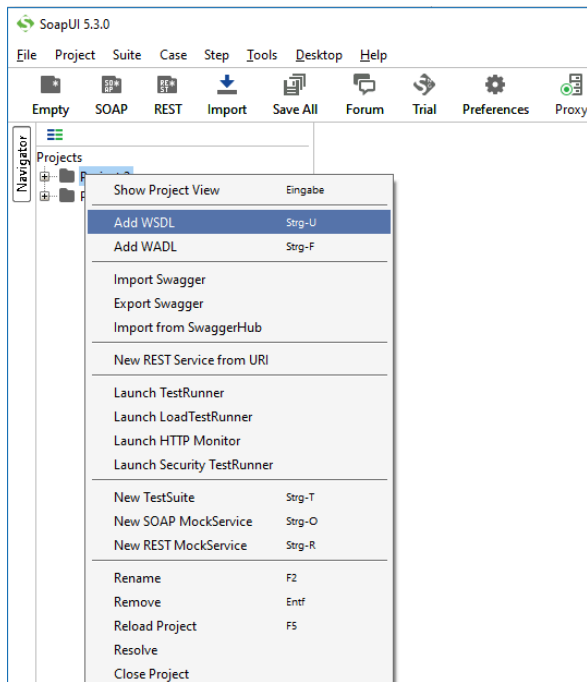 SoapUI 5.3.0
File Project Suite Case Step Tools Desktop Help
Empty SOAP REST Import Save All Forum Trial Preferences Proxy
Navigator
Projects
Show Project View Eingabe
Add WSDL Strg-U
Add WADL Strg-F
Import Swagger
Export Swagger
Import from SwaggerHub
New REST Service from URI
Launch TestRunner
Launch LoadTestRunner
Launch HTTP Monitor
Launch Security TestRunner
New TestSuite Strg-T
New SOAP MockService Strg-O
New REST MockService Strg-R
Rename F2
Remove Entf
Reload Project F5
Resolve
Close Project